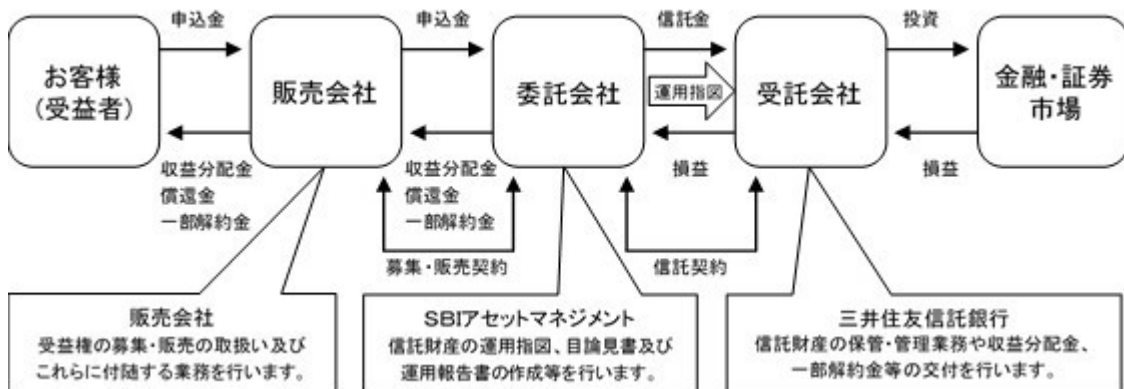 申込金
申込金
信託金
投資
お客様
(受益者)
販売会社
委託会社
運用指図
受託会社
金融・証券
市場
収益分配金
償還金
一部解約金
収益分配金
償還金
一部解約金
損益
損益
募集・販売契約
信託契約
販売会社
受益権の募集・販売の取扱い及び
これらに付随する業務を行います。
SBIアセットマネジメント
信託財産の運用指図、目論見書及び
運用報告書の作成等を行います。
三井住友信託銀行
信託財産の保管・管理業務や収益分配金、
一部解約金等の交付を行います。